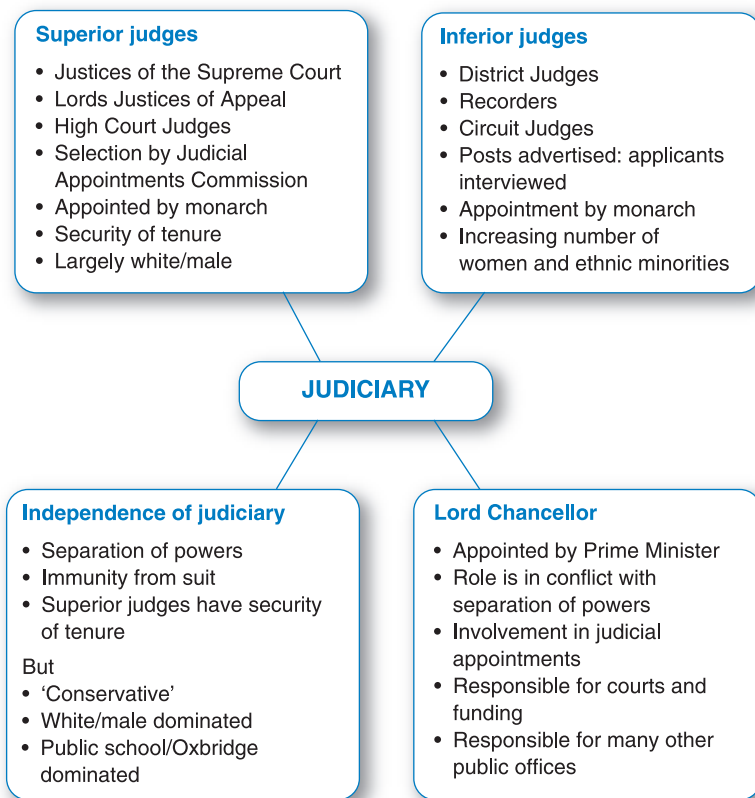 Superior judges
• Justices of the Supreme Court
• Lords Justices of Appeal
• High Court Judges
• Selection by Judicial
Appointments Commission
• Appointed by monarch
• Security of tenure
• Largely white/male
Inferior judges
• District Judges
• Recorders
• Circuit Judges
• Posts advertised: applicants
interviewed
• Appointment by monarch
• Increasing number of
women and ethnic minorities
JUDICIARY
Independence of judiciary
• Separation of powers
• Immunity from suit
• Superior judges have security
of tenure
But
• ‘Conservative’
• White/male dominated
• Public school/Oxbridge
dominated
Lord Chancellor
• Appointed by Prime Minister
• Role is in conflict with
separation of powers
• Involvement in judicial
appointments
• Responsible for courts and
funding
• Responsible for many other
public offices